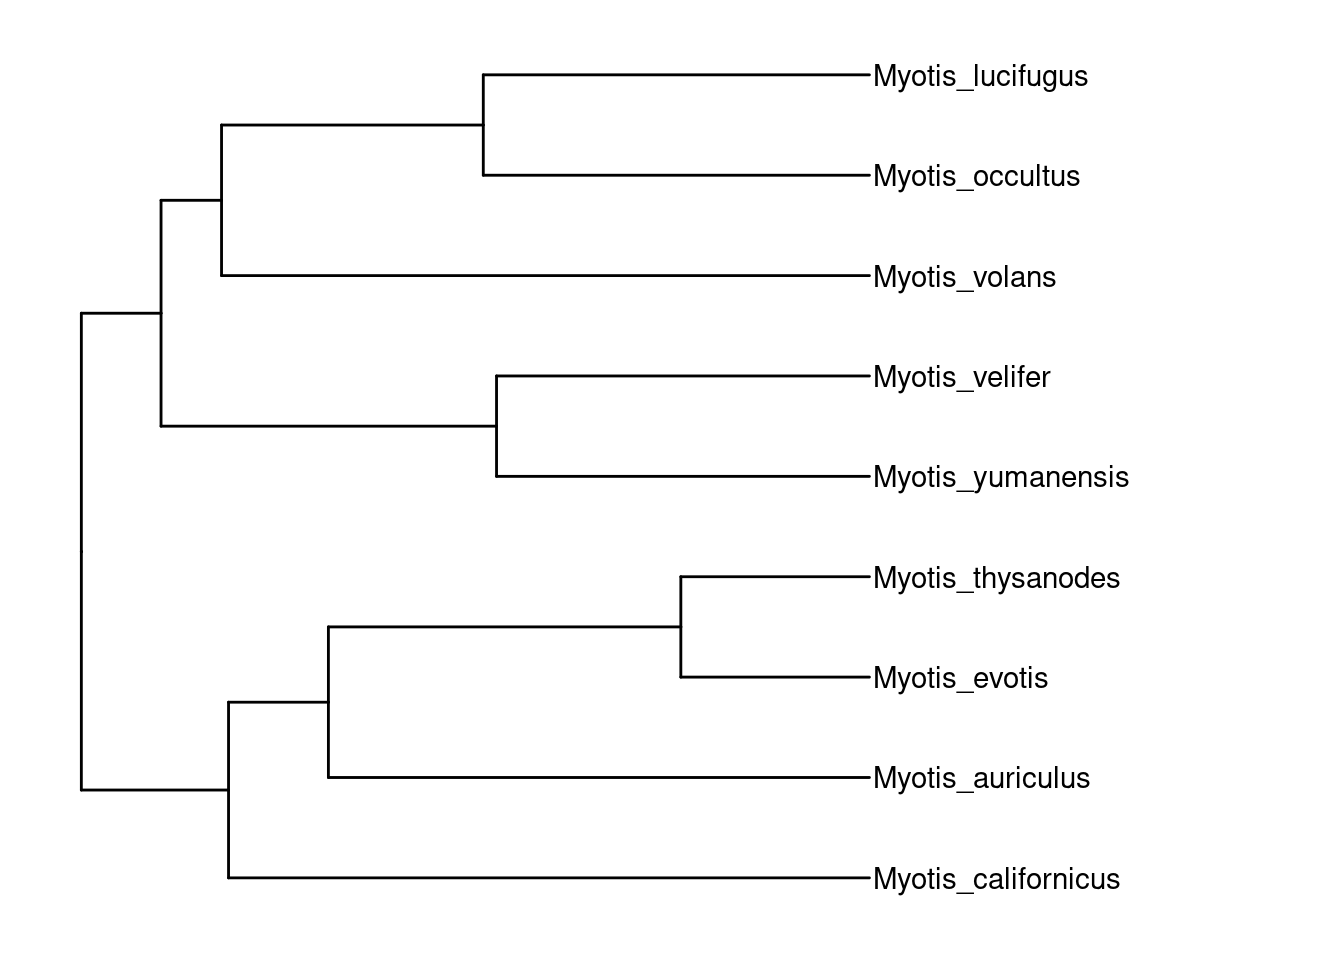 Myotis_lucifugus
Myotis_occultus
Myotis_volans
Myotis_velifer
Myotis_yumanensis
Myotis_thysanodes
Myotis_evotis
Myotis_auriculus
Myotis_californicus